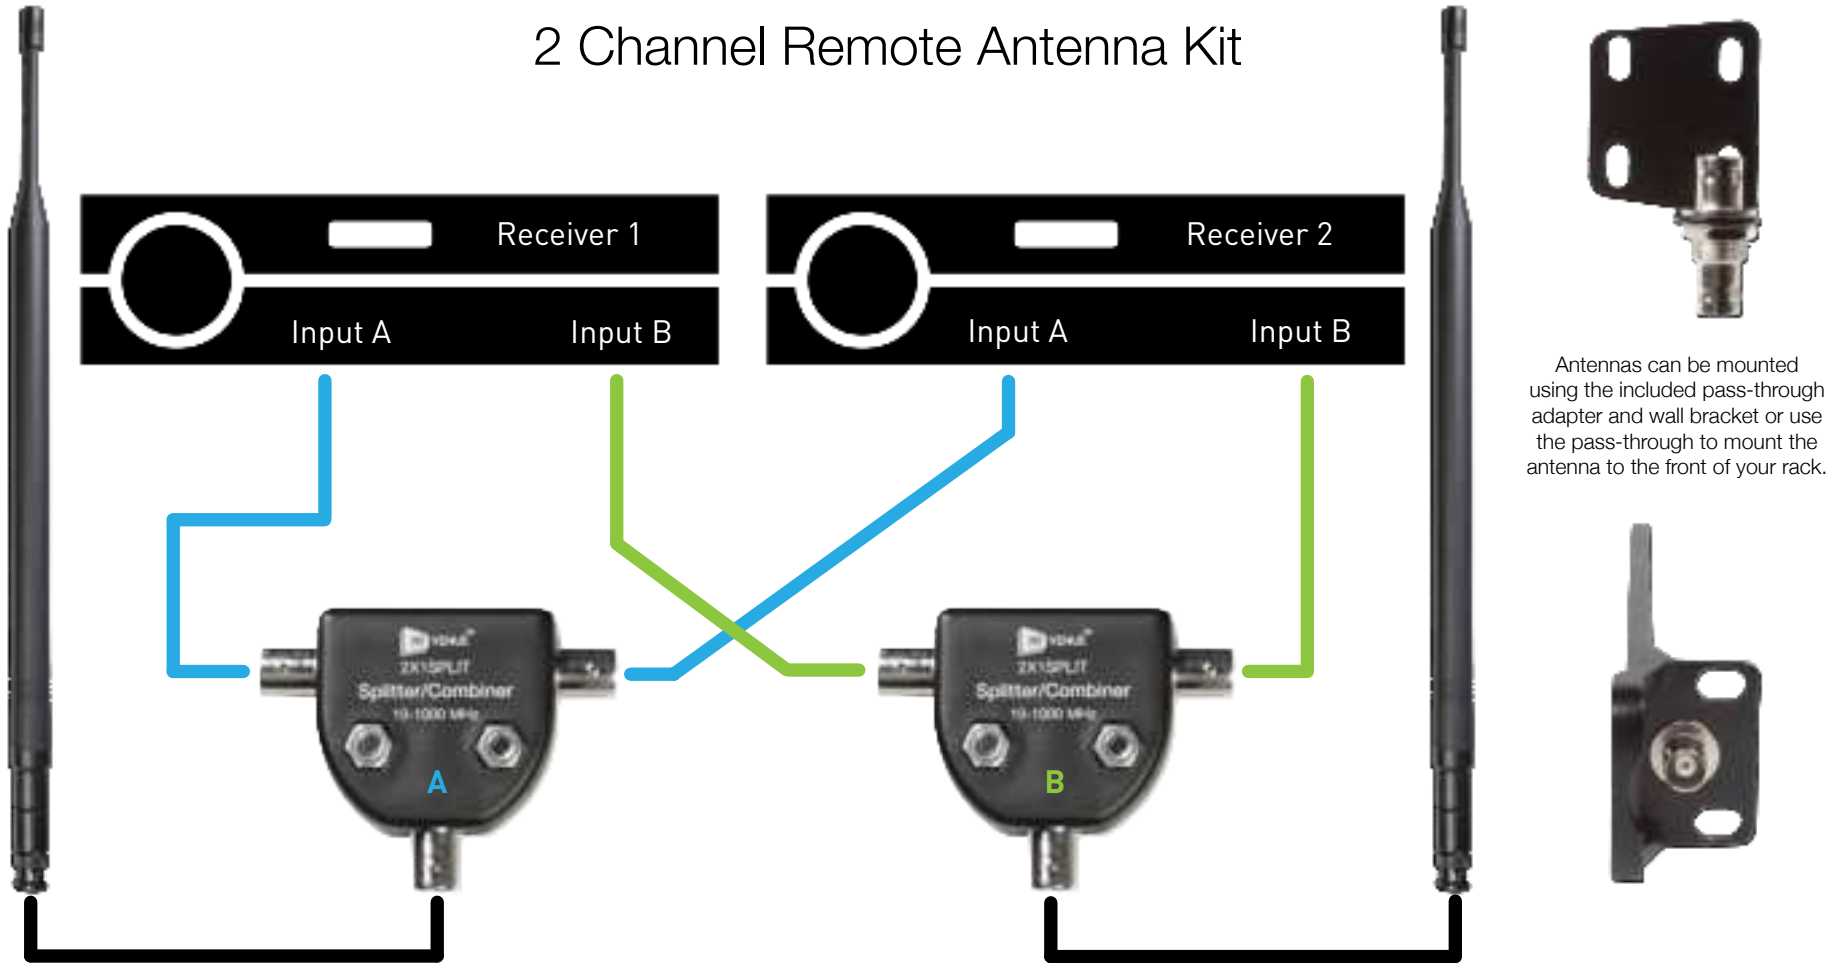 2 Channel Remote Antenna Kit
Receiver 1
Input A
Input B
Receiver 2
Input A
Input B
Antennas can be mounted
using the included pass-through
adapter and wall bracket or use
the pass-through to mount the
antenna to the front of your rack.
VENUE
2X1SPLIT
Splitter/Combiner
10-1000 MHz
A
VENUE
2X1SPLIT
Splitter/Combiner
10-1000 MHz
B